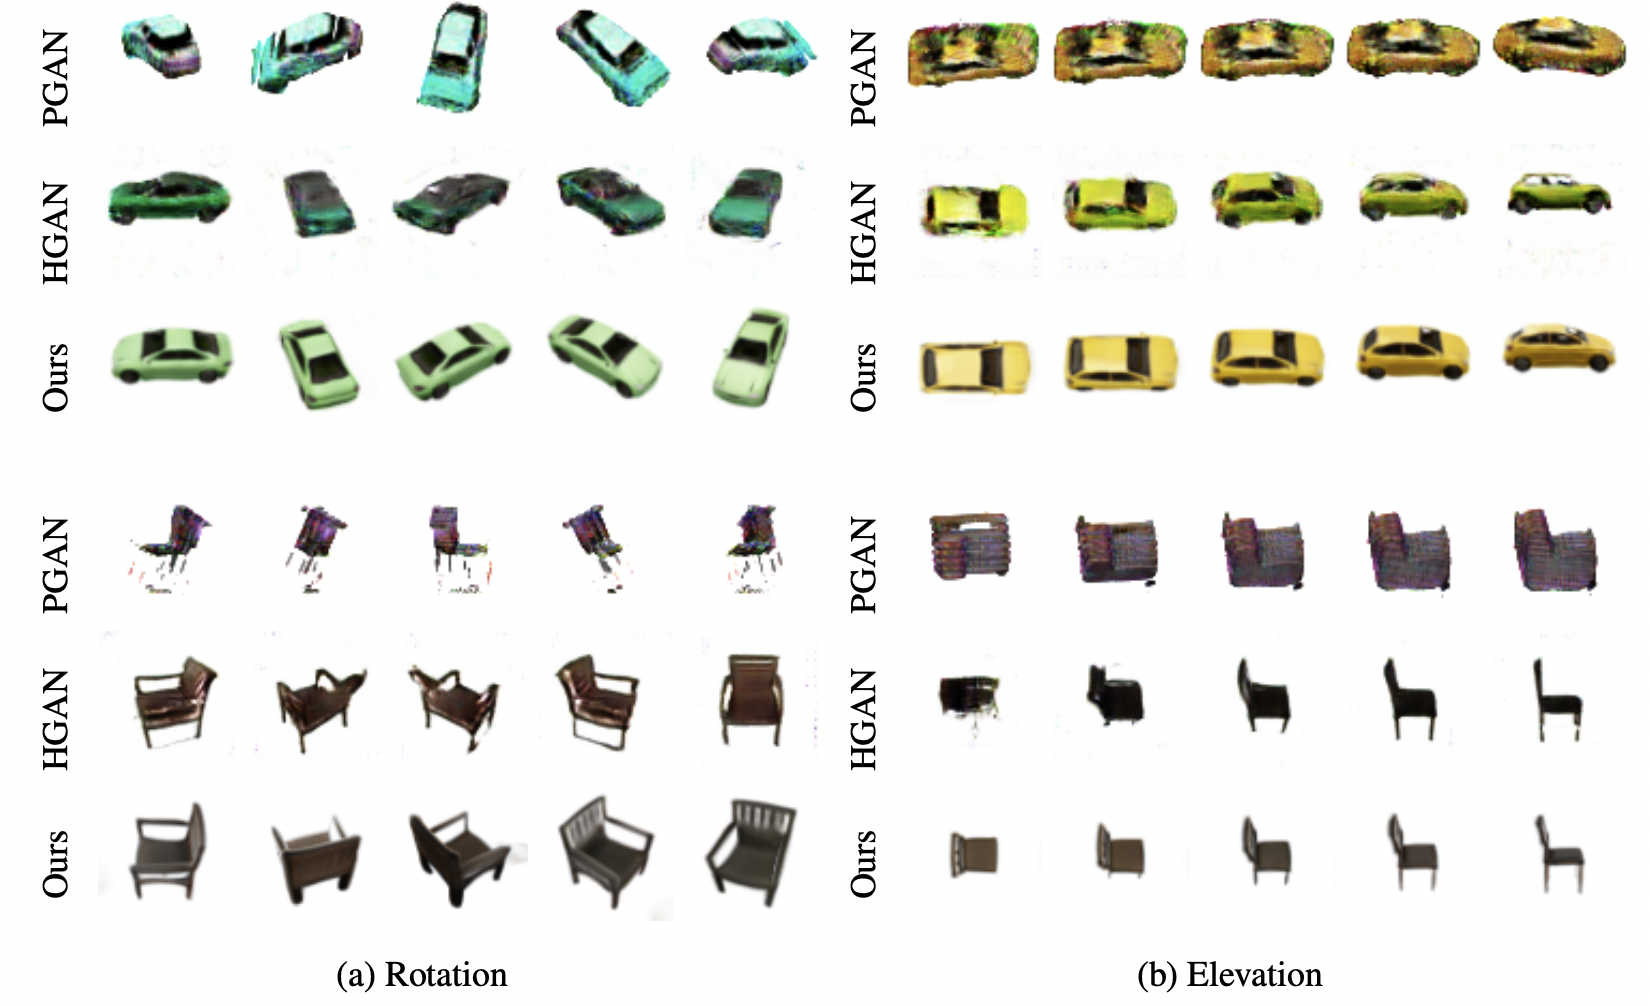 PGAN
HGAN
Ours
PGAN
HGAN
Ours
(a) Rotation
PGAN
HGAN
Ours
PGAN
HGAN
Ours
(b) Elevation